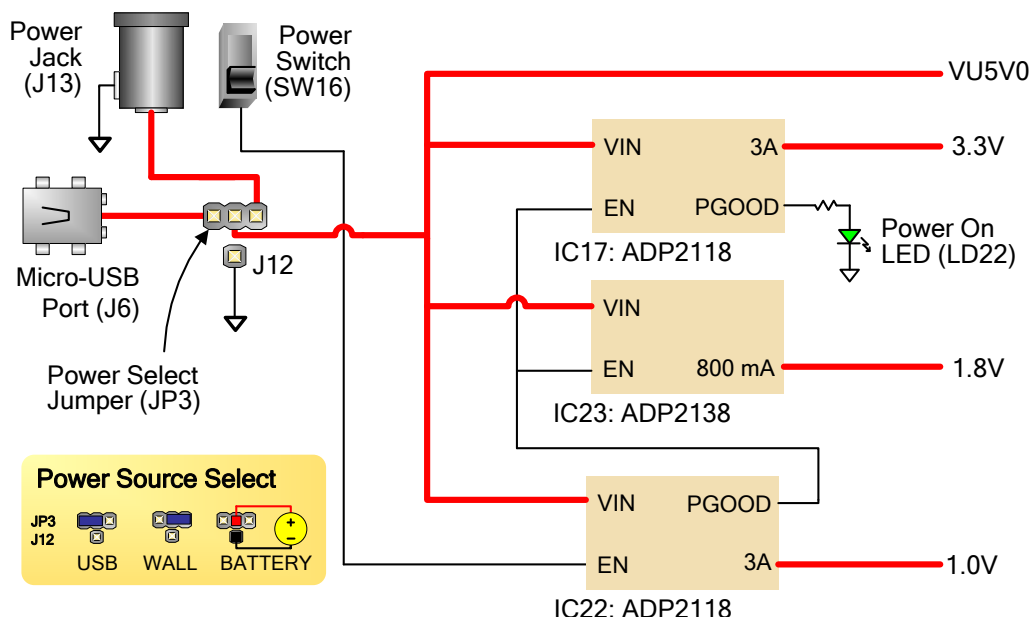 Power
Jack
(J13)
Power
Switch
(SW16)
VU5V0
VIN
3A
3.3V
EN
PGOOD
IC17: ADP2118
Power On
LED (LD22)
J12
Micro-USB
Port (J6)
VIN
EN
800 mA
1.8V
IC23: ADP2138
Power Select
Jumper (JP3)
Power Source Select
JP3
J12
USB
WALL
BATTERY
+
−
VIN
PGOOD
EN
3A
1.0V
IC22: ADP2118